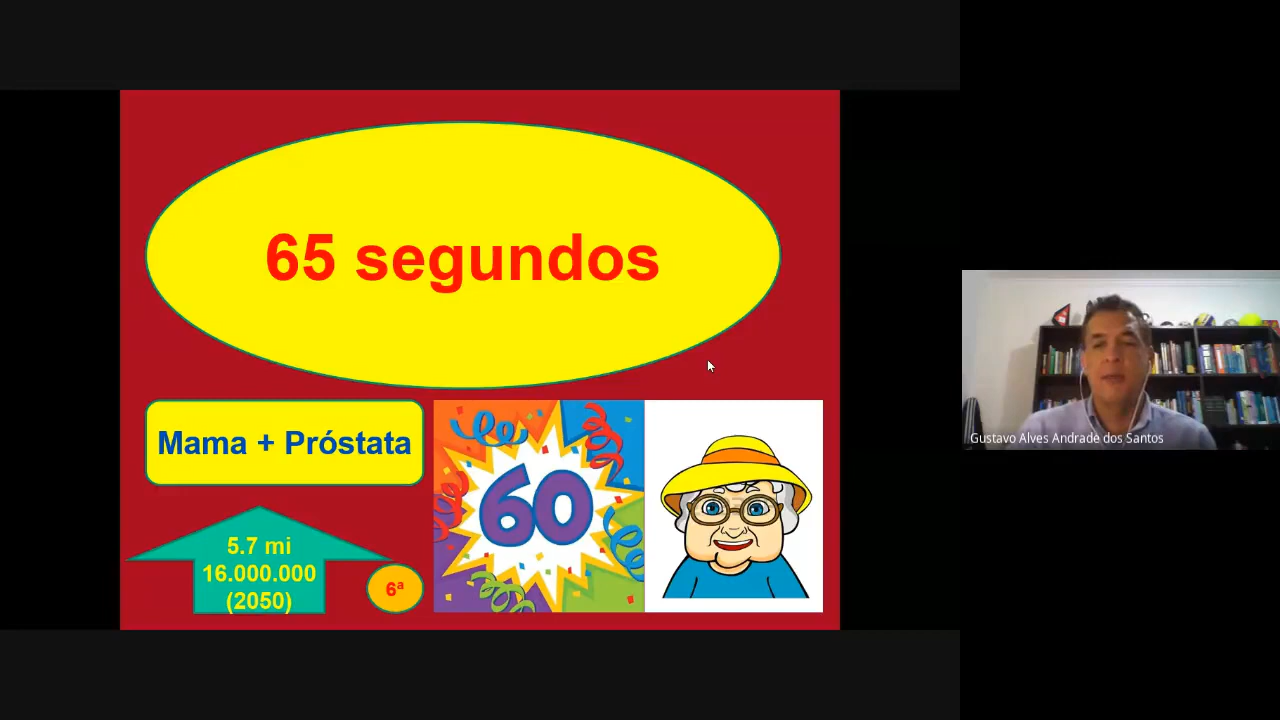 65 segundos
Mama + Próstata
5.7 mi
16.000.000
(2050)
6ª
60
Gustavo Alves Andrade dos Santos